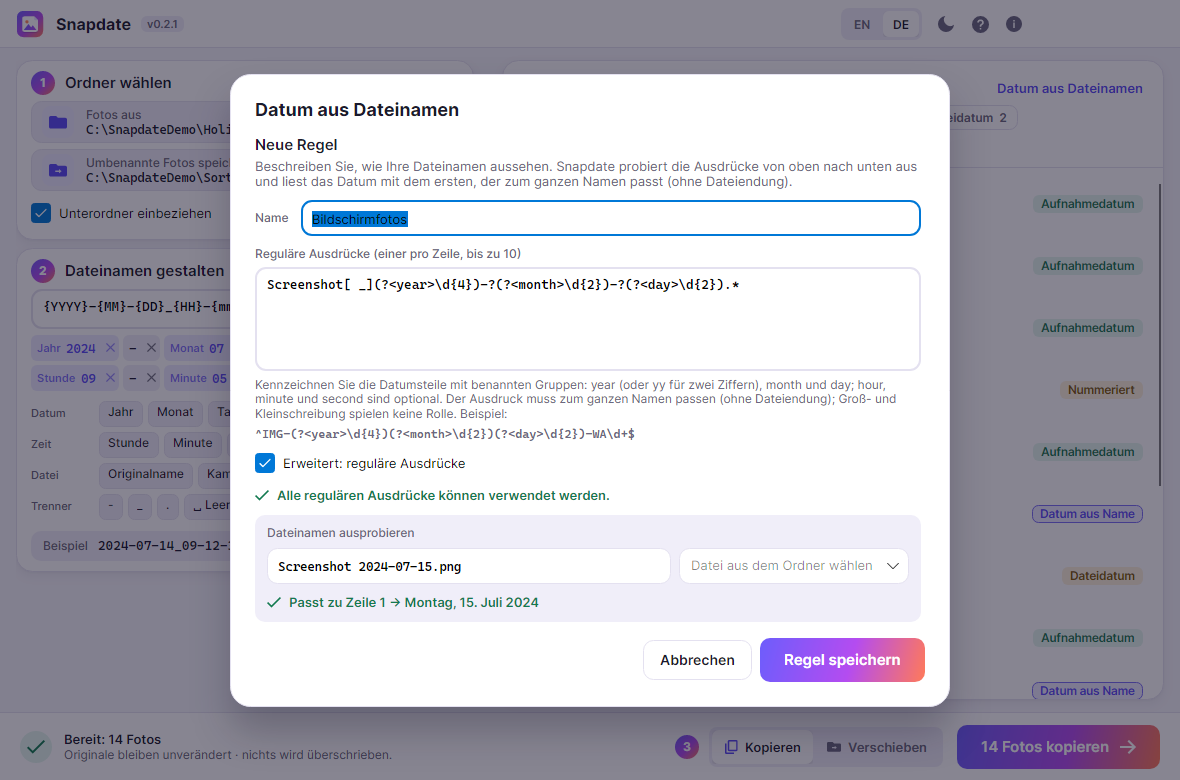 Snapdate v0.2.1 EN DE
1 Ordner wählen
Fotos aus
C:\SnapdateDemo\Holi
Umbenannte Fotos speic
C:\SnapdateDemo\Sort
Unterordner einbeziehen
2 Dateinamen gestalten
{YYYY}-{MM}-{DD}_{HH}-{mm
Jahr 2024 × – × Monat 07
Stunde 09 × – × Minute 05
Datum Jahr Monat
Zeit Stunde Minute
Datei Originalname
Trenner - _ .
Beispiel 2024-07-14_09-12-
Datum aus Dateinamen
Neue Regel
Beschreiben Sie, wie Ihre Dateinamen aussehen. Snapdate probiert die Ausdrücke von oben nach unten aus
und liest das Datum mit dem ersten, der zum ganzen Namen passt (ohne Dateiendung).
Name Bildschirmfotos
Reguläre Ausdrücke (einer pro Zeile, bis zu 10)
Screenshot[ _](?<year>\d{4})-?(?<month>\d{2})-?(?<day>\d{2}).*
Kennzeichnen Sie die Datumsteile mit benannten Gruppen: year (oder yy für zwei Ziffern), month und day; hour,
minute und second sind optional. Der Ausdruck muss zum ganzen Namen passen (ohne Dateiendung); Groß- und
Kleinschreibung spielen keine Rolle. Beispiel:
^IMG-(?<year>\d{4})(?<month>\d{2})(?<day>\d{2})-WA\d+$
Erweitert: reguläre Ausdrücke
Alle regulären Ausdrücke können verwendet werden.
Dateinamen ausprobieren
Screenshot 2024-07-15.png Datei aus dem Ordner wählen
Passt zu Zeile 1 → Montag, 15. Juli 2024
Abbrechen Regel speichern
Datum aus Dateinamen
eidatum 2
Aufnahmedatum
Aufnahmedatum
Aufnahmedatum
Nummeriert
Aufnahmedatum
Datum aus Name
Dateidatum
Aufnahmedatum
Datum aus Name
Bereit: 14 Fotos
Originale bleiben unverändert · nichts wird überschrieben.
3 Kopieren Verschieben 14 Fotos kopieren →